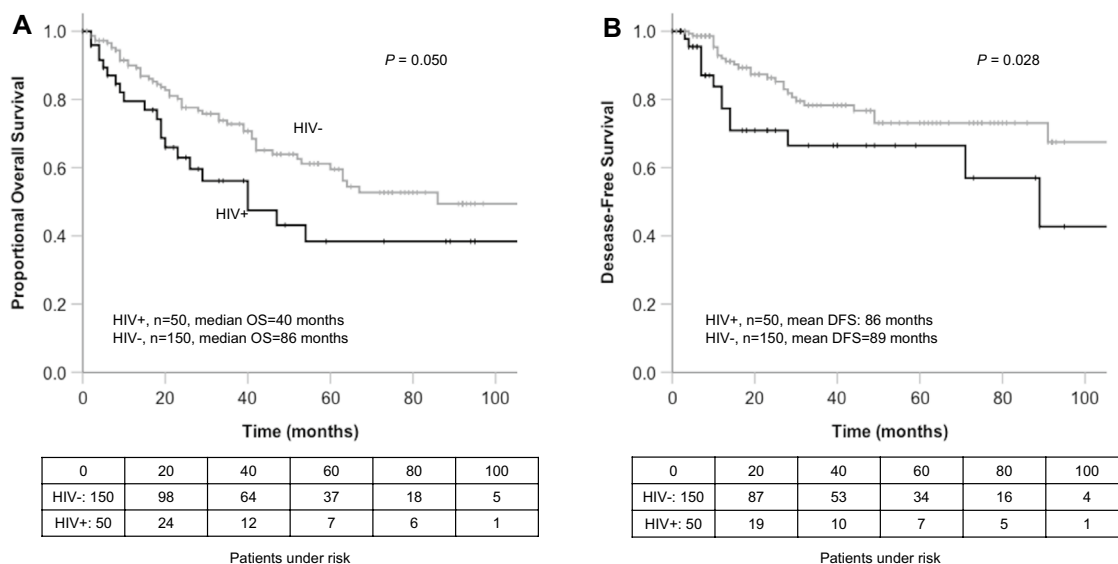 A
Proportional Overall Survival
1.0
0.8
0.6
0.4
0.2
0.0
P = 0.050
HIV-
HIV+
HIV+, n=50, median OS=40 months
HIV-, n=150, median OS=86 months
0 20 40 60 80 100
Time (months)
0 20 40 60 80 100
HIV-: 150 98 64 37 18 5
HIV+: 50 24 12 7 6 1
Patients under risk
B
Desease-Free Survival
1.0
0.8
0.6
0.4
0.2
0.0
P = 0.028
HIV+, n=50, mean DFS: 86 months
HIV-, n=150, mean DFS=89 months
0 20 40 60 80 100
Time (months)
0 20 40 60 80 100
HIV-: 150 87 53 34 16 4
HIV+: 50 19 10 7 5 1
Patients under risk